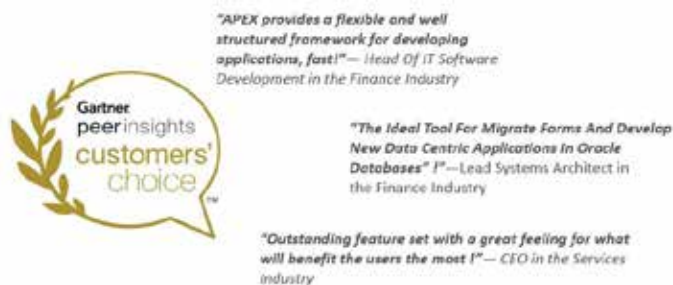 "APEX provides a flexible and well
structured framework for developing
applications, fast!"— Head Of IT Software
Development in the Finance Industry
Gartner
peerinsights
customers'
choice
TM
"The Ideal Tool For Migrate Forms And Develop
New Data Centric Applications In Oracle
Databases" !"—Lead Systems Architect in
the Finance Industry
"Outstanding feature set with a great feeling for what
will benefit the users the most !"— CEO in the Services
Industry